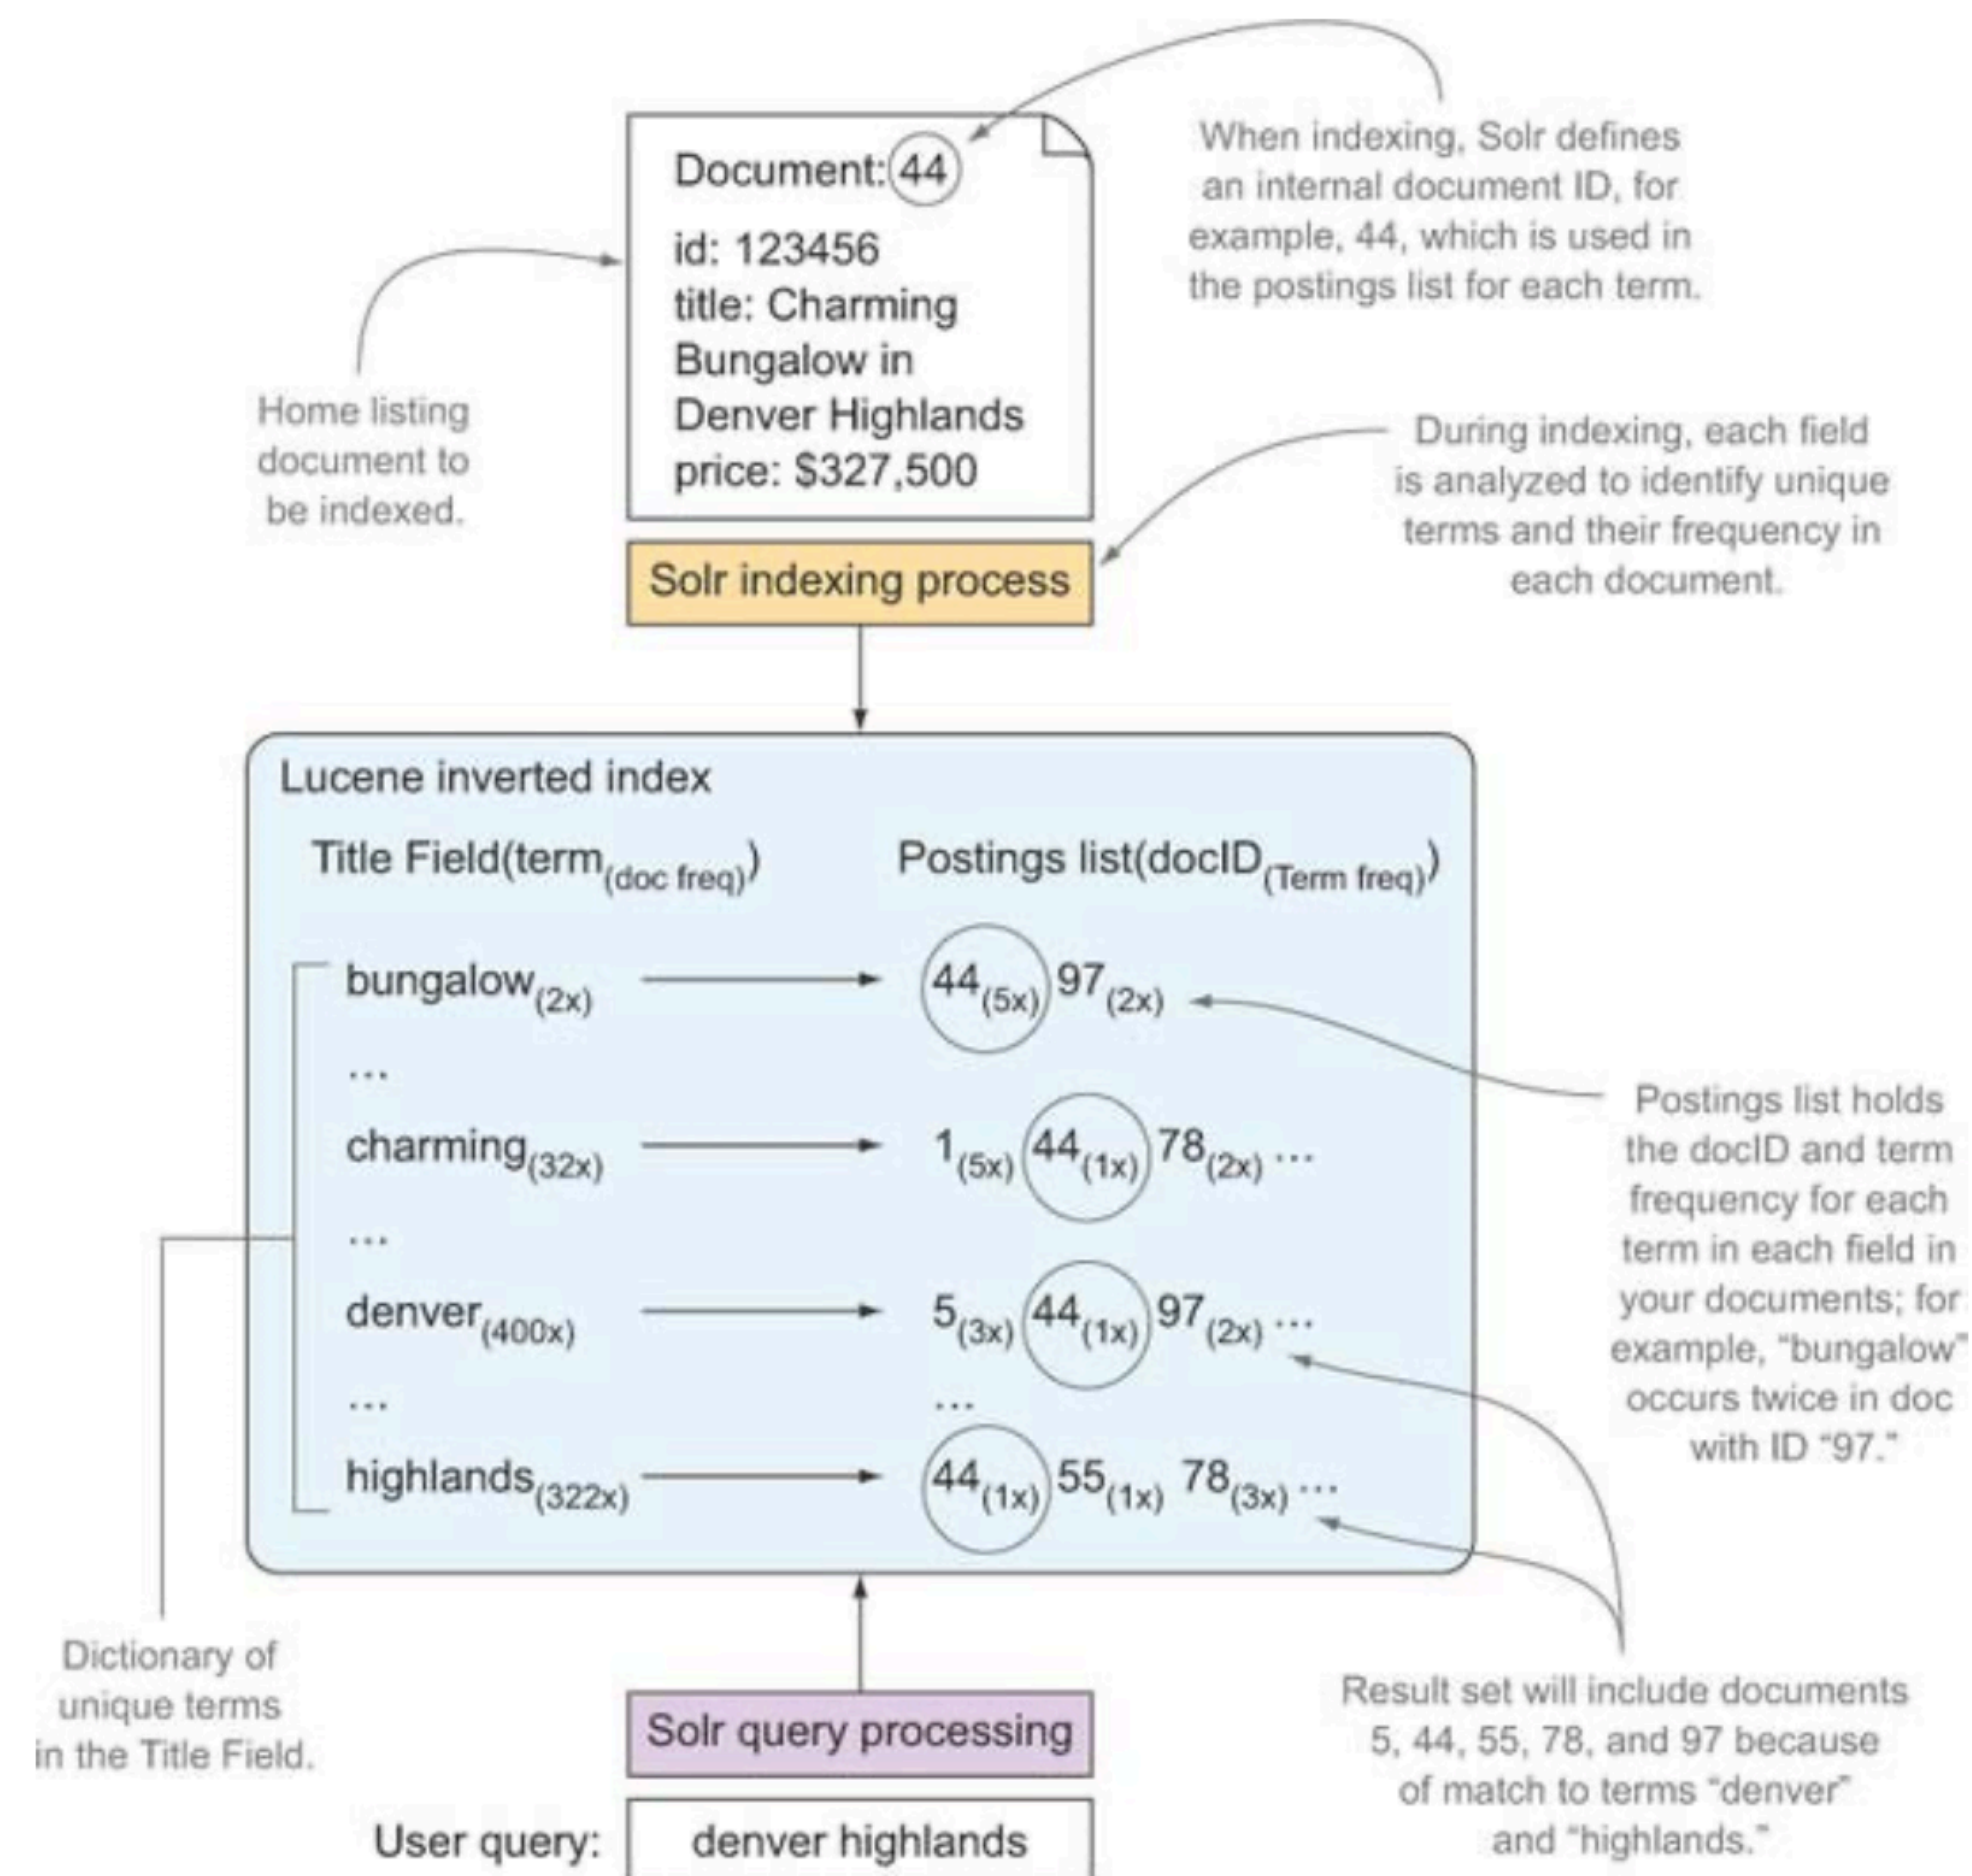 When indexing, Solr defines
an internal document ID, for
example, 44, which is used in
the postings list for each term.
Document: 44
id: 123456
title: Charming
Bungalow in
Denver Highlands
price: $327,500
Home listing
document to
be indexed.
During indexing, each field
is analyzed to identify unique
terms and their frequency in
each document.
Solr indexing process
Lucene inverted index
Title Field(term(doc freq)) Postings list(docID(Term freq))
bungalow(2x) 44(5x) 97(2x)
...
charming(32x) 1(5x) 44(1x) 78(2x) ...
...
denver(400x) 5(3x) 44(1x) 97(2x) ...
... ...
highlands(322x) 44(1x) 55(1x) 78(3x) ...
Postings list holds
the docID and term
frequency for each
term in each field in
your documents; for
example, “bungalow”
occurs twice in doc
with ID “97.”
Dictionary of
unique terms
in the Title Field.
Solr query processing
User query: denver highlands
Result set will include documents
5, 44, 55, 78, and 97 because
of match to terms “denver”
and “highlands.”